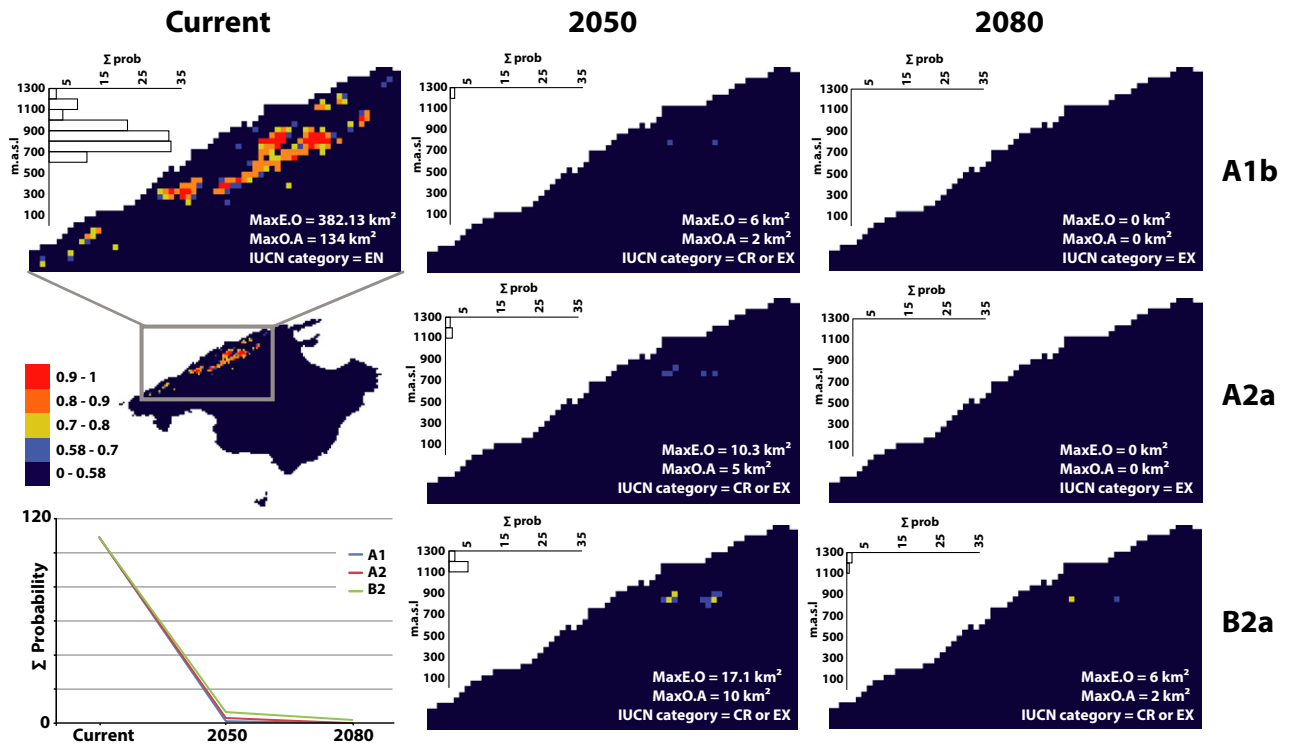 Current
2050
2080
Σ prob
5 15 25 35
1300
1100
900
700
500
300
100
m.a.s.l
MaxE.O = 382.13 km²
MaxO.A = 134 km²
IUCN category = EN
Σ prob
5 15 25 35
1300
1100
900
700
500
300
100
m.a.s.l
MaxE.O = 6 km²
MaxO.A = 2 km²
IUCN category = CR or EX
Σ prob
5 15 25 35
1300
1100
900
700
500
300
100
m.a.s.l
MaxE.O = 0 km²
MaxO.A = 0 km²
IUCN category = EX
A1b
0.9 - 1
0.8 - 0.9
0.7 - 0.8
0.58 - 0.7
0 - 0.58
Σ prob
5 15 25 35
1300
1100
900
700
500
300
100
m.a.s.l
MaxE.O = 10.3 km²
MaxO.A = 5 km²
IUCN category = CR or EX
Σ prob
5 15 25 35
1300
1100
900
700
500
300
100
m.a.s.l
MaxE.O = 0 km²
MaxO.A = 0 km²
IUCN category = EX
A2a
120
0
Σ Probability
A1
A2
B2
Current 2050 2080
Σ prob
5 15 25 35
1300
1100
900
700
500
300
100
m.a.s.l
MaxE.O = 17.1 km²
MaxO.A = 10 km²
IUCN category = CR or EX
Σ prob
5 15 25 35
1300
1100
900
700
500
300
100
m.a.s.l
MaxE.O = 6 km²
MaxO.A = 2 km²
IUCN category = CR or EX
B2a